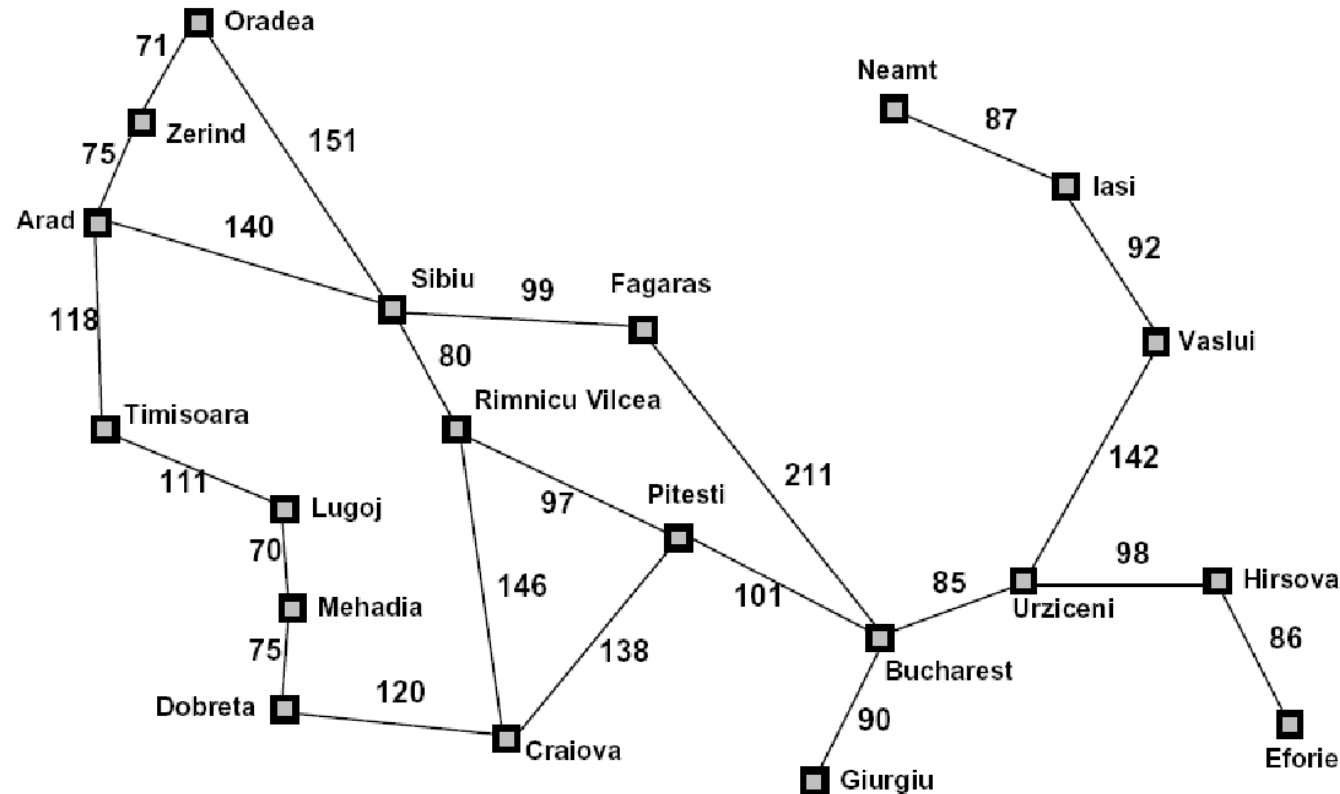 Oradea
71
Neamt
87
Zerind
151
75
Iasi
Arad
140
92
Sibiu
99
Fagaras
118
80
Vaslui
Rimnicu Vilcea
Timisoara
142
211
111
Lugoj
97
Pitesti
70
98
Hirsova
146
85
101
Mehadia
Urziceni
75
138
86
Bucharest
120
Dobreta
90
Craiova
Eforie
Giurgiu